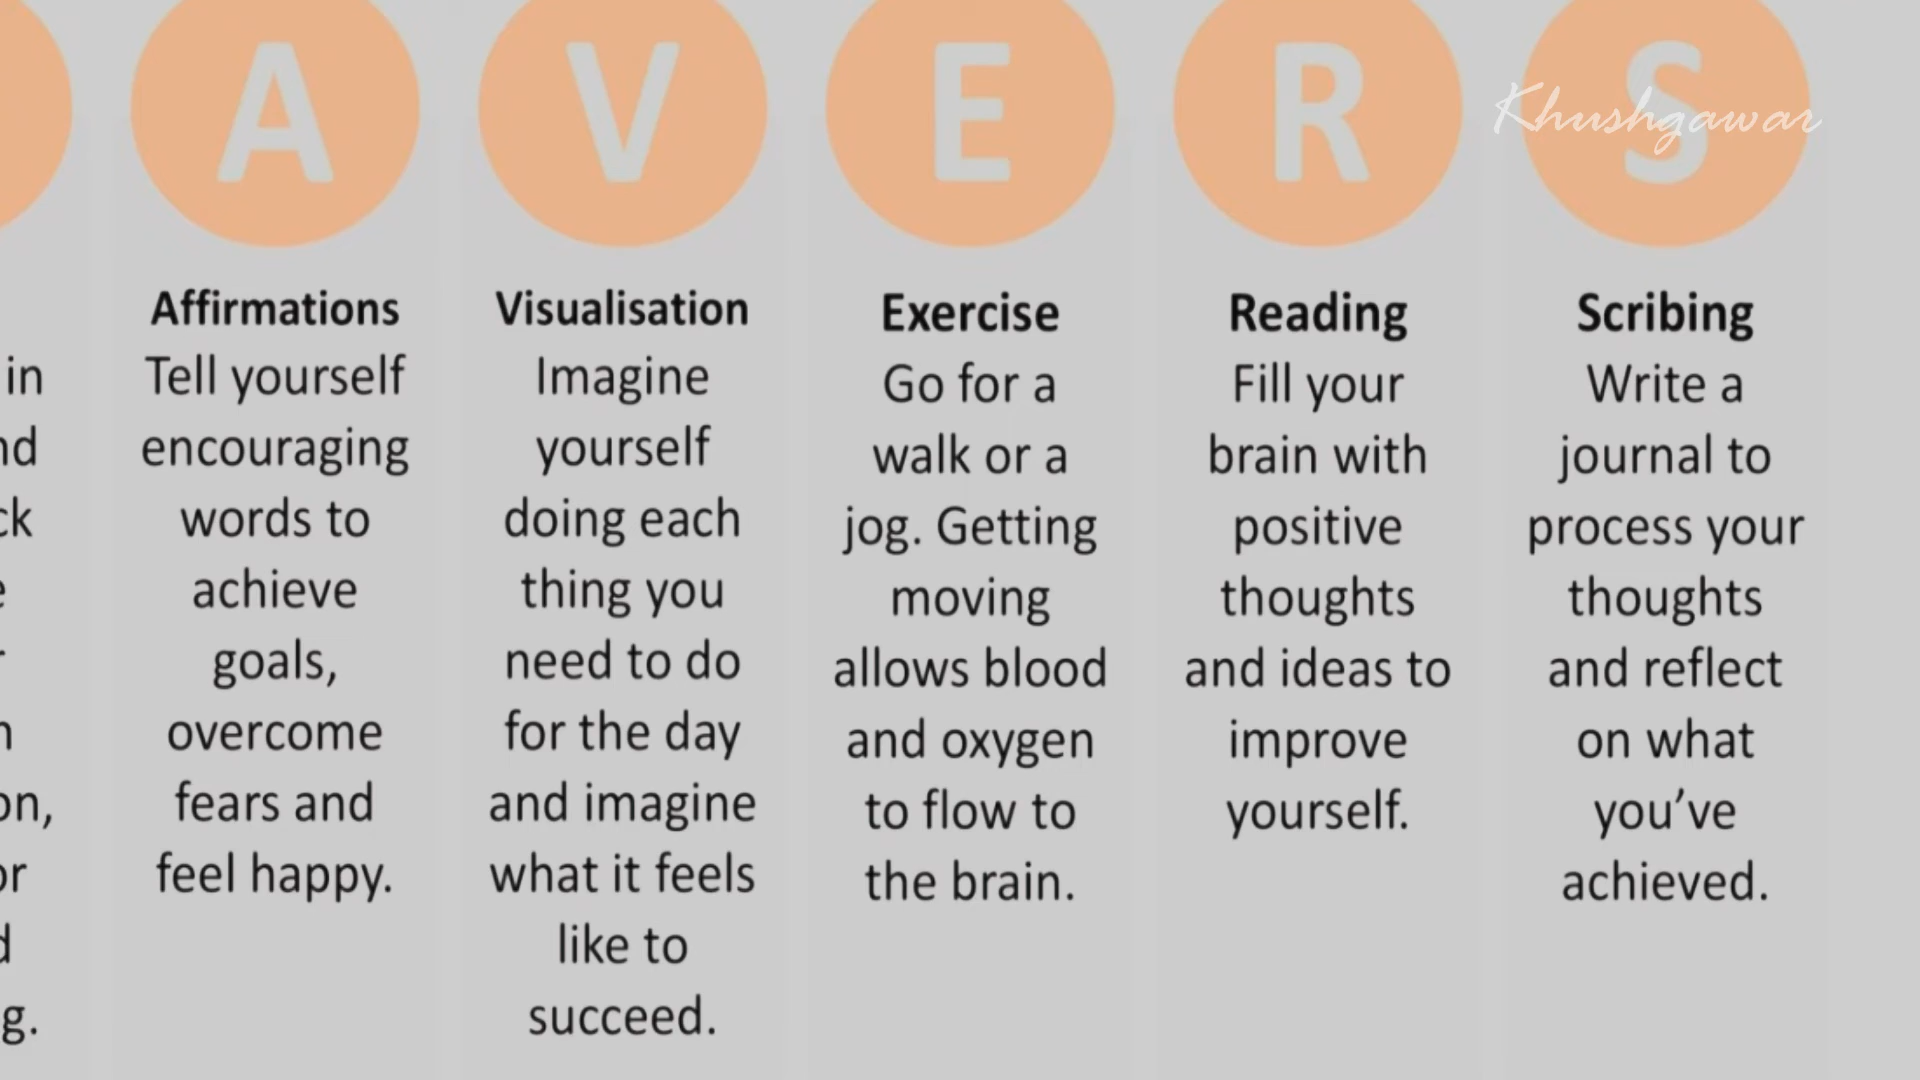 A
V
E
R
S
Khushgawar
Affirmations
Tell yourself
encouraging
words to
achieve
goals,
overcome
fears and
feel happy.
Visualisation
Imagine
yourself
doing each
thing you
need to do
for the day
and imagine
what it feels
like to
succeed.
Exercise
Go for a
walk or a
jog. Getting
moving
allows blood
and oxygen
to flow to
the brain.
Reading
Fill your
brain with
positive
thoughts
and ideas to
improve
yourself.
Scribing
Write a
journal to
process your
thoughts
and reflect
on what
you’ve
achieved.